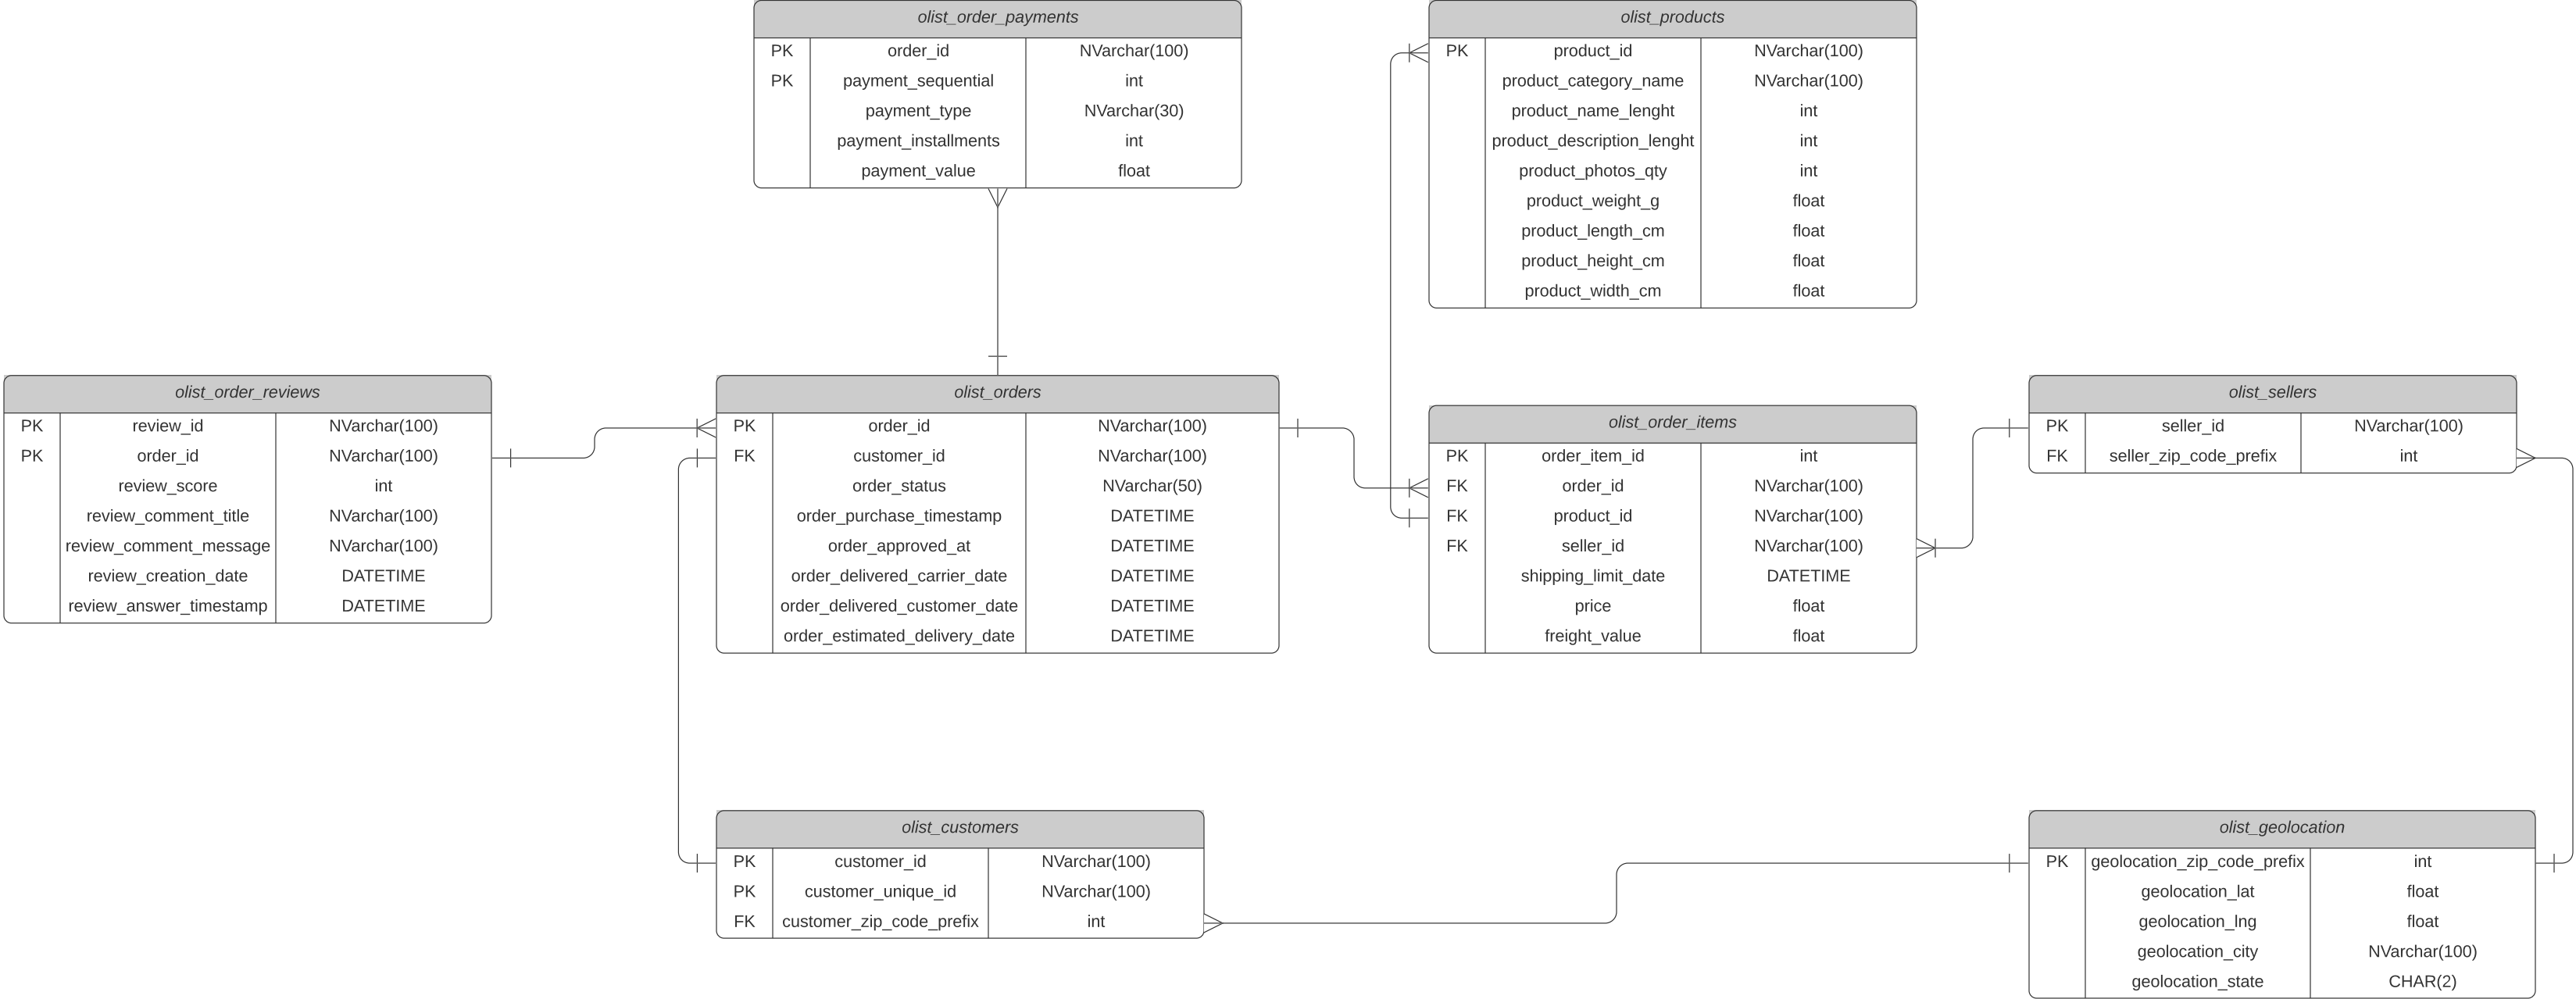 olist_order_payments
PK order_id NVarchar(100)
PK payment_sequential int
payment_type NVarchar(30)
payment_installments int
payment_value float
olist_products
PK product_id NVarchar(100)
product_category_name NVarchar(100)
product_name_lenght int
product_description_lenght int
product_photos_qty int
product_weight_g float
product_length_cm float
product_height_cm float
product_width_cm float
olist_order_reviews
PK review_id NVarchar(100)
PK order_id NVarchar(100)
review_score int
review_comment_title NVarchar(100)
review_comment_message NVarchar(100)
review_creation_date DATETIME
review_answer_timestamp DATETIME
olist_orders
PK order_id NVarchar(100)
FK customer_id NVarchar(100)
order_status NVarchar(50)
order_purchase_timestamp DATETIME
order_approved_at DATETIME
order_delivered_carrier_date DATETIME
order_delivered_customer_date DATETIME
order_estimated_delivery_date DATETIME
olist_order_items
PK order_item_id int
FK order_id NVarchar(100)
FK product_id NVarchar(100)
FK seller_id NVarchar(100)
shipping_limit_date DATETIME
price float
freight_value float
olist_sellers
PK seller_id NVarchar(100)
FK seller_zip_code_prefix int
olist_customers
PK customer_id NVarchar(100)
PK customer_unique_id NVarchar(100)
FK customer_zip_code_prefix int
olist_geolocation
PK geolocation_zip_code_prefix int
geolocation_lat float
geolocation_lng float
geolocation_city NVarchar(100)
geolocation_state CHAR(2)